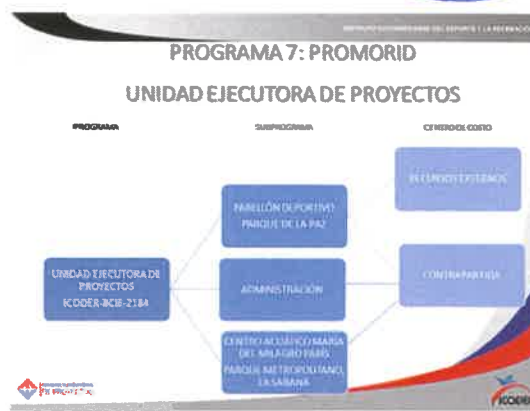 PROGRAMA 7: PROMORID
UNIDAD EJECUTORA DE PROYECTOS
PROGRAMA
SUBPROGRAMA
CENTRO DE COSTO
RECURSOS EXTERNOS
PABELLÓN DEPORTIVO
PARQUE DE LA PAZ
UNIDAD EJECUTORA DE
PROYECTOS
ICODER-BCIE-2184
ADMINISTRACIÓN
CONTRAPARTIDA
CENTRO ACUÁTICO MARÍA
DEL MILAGRO PARÍS
PARQUE METROPOLITANO,
LA SABANA
ICODER